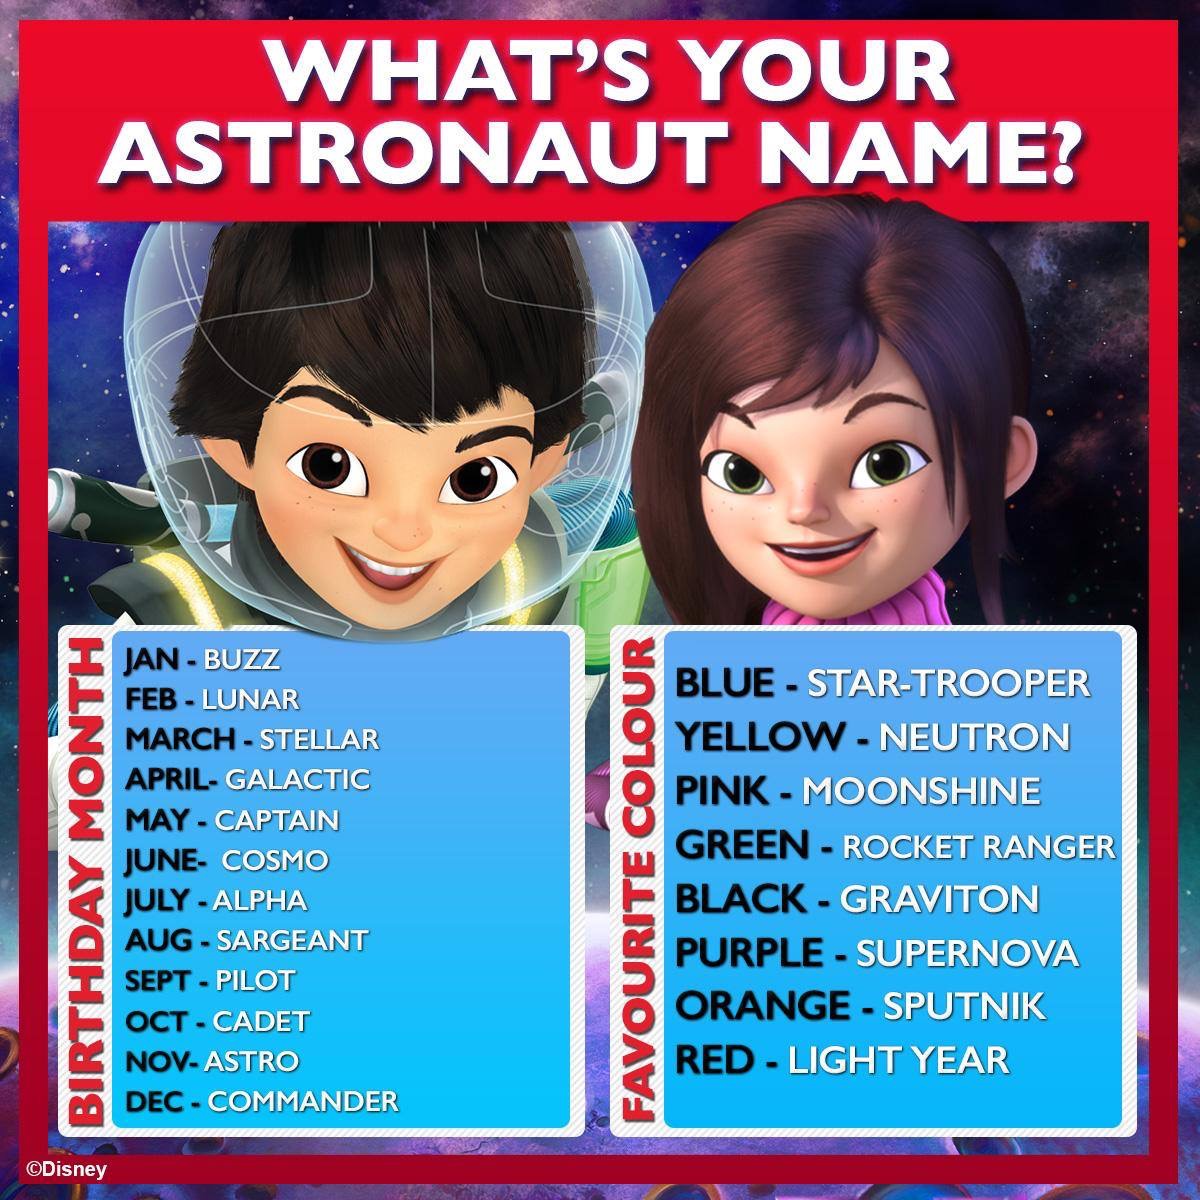 WHAT'S YOUR
ASTRONAUT NAME?
BIRTHDAY MONTH
JAN - BUZZ
FEB - LUNAR
MARCH - STELLAR
APRIL- GALACTIC
MAY - CAPTAIN
JUNE- COSMO
JULY - ALPHA
AUG - SARGEANT
SEPT - PILOT
OCT - CADET
NOV- ASTRO
DEC - COMMANDER
FAVOURITE COLOUR
BLUE - STAR-TROOPER
YELLOW - NEUTRON
PINK - MOONSHINE
GREEN - ROCKET RANGER
BLACK - GRAVITON
PURPLE - SUPERNOVA
ORANGE - SPUTNIK
RED - LIGHT YEAR
©Disney